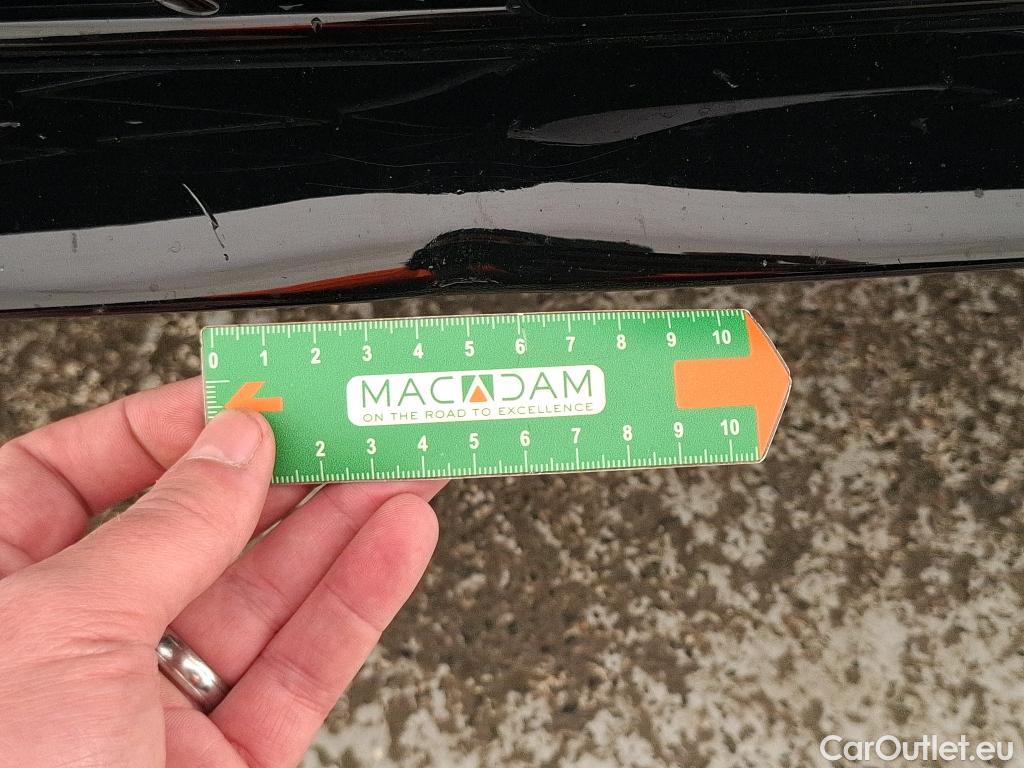 0 1 2 3 4 5 6 7 8 9 10
MACADAM
ON THE ROAD TO EXCELLENCE
2 3 4 5 6 7 8 9 10
CarOutlet.eu